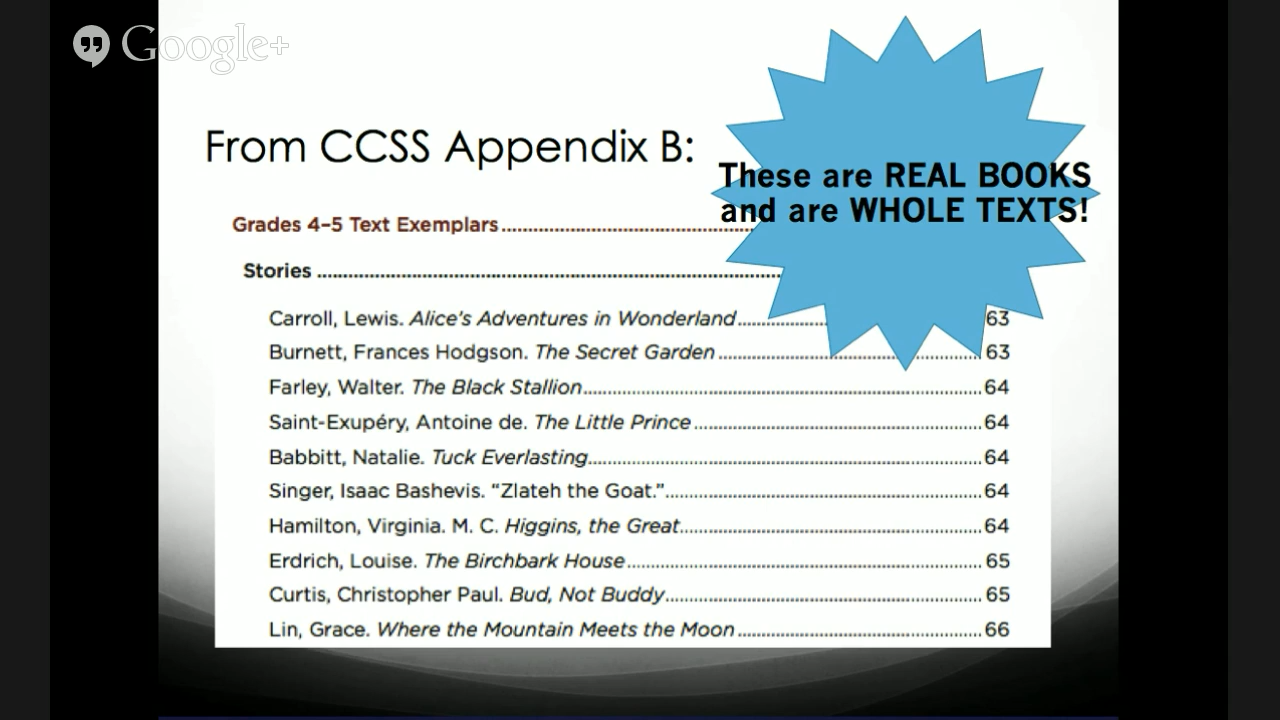 Google+
From CCSS Appendix B:
These are REAL BOOKS
and are WHOLE TEXTS!
Grades 4–5 Text Exemplars..........................................
Stories ..........................................................................
Carroll, Lewis. Alice's Adventures in Wonderland................ 63
Burnett, Frances Hodgson. The Secret Garden .......................................... 63
Farley, Walter. The Black Stallion.................................................................. 64
Saint-Exupéry, Antoine de. The Little Prince ............................................... 64
Babbitt, Natalie. Tuck Everlasting.................................................................. 64
Singer, Isaac Bashevis. “Zlateh the Goat.”.................................................... 64
Hamilton, Virginia. M. C. Higgins, the Great.................................................. 64
Erdrich, Louise. The Birchbark House........................................................... 65
Curtis, Christopher Paul. Bud, Not Buddy..................................................... 65
Lin, Grace. Where the Mountain Meets the Moon ....................................... 66